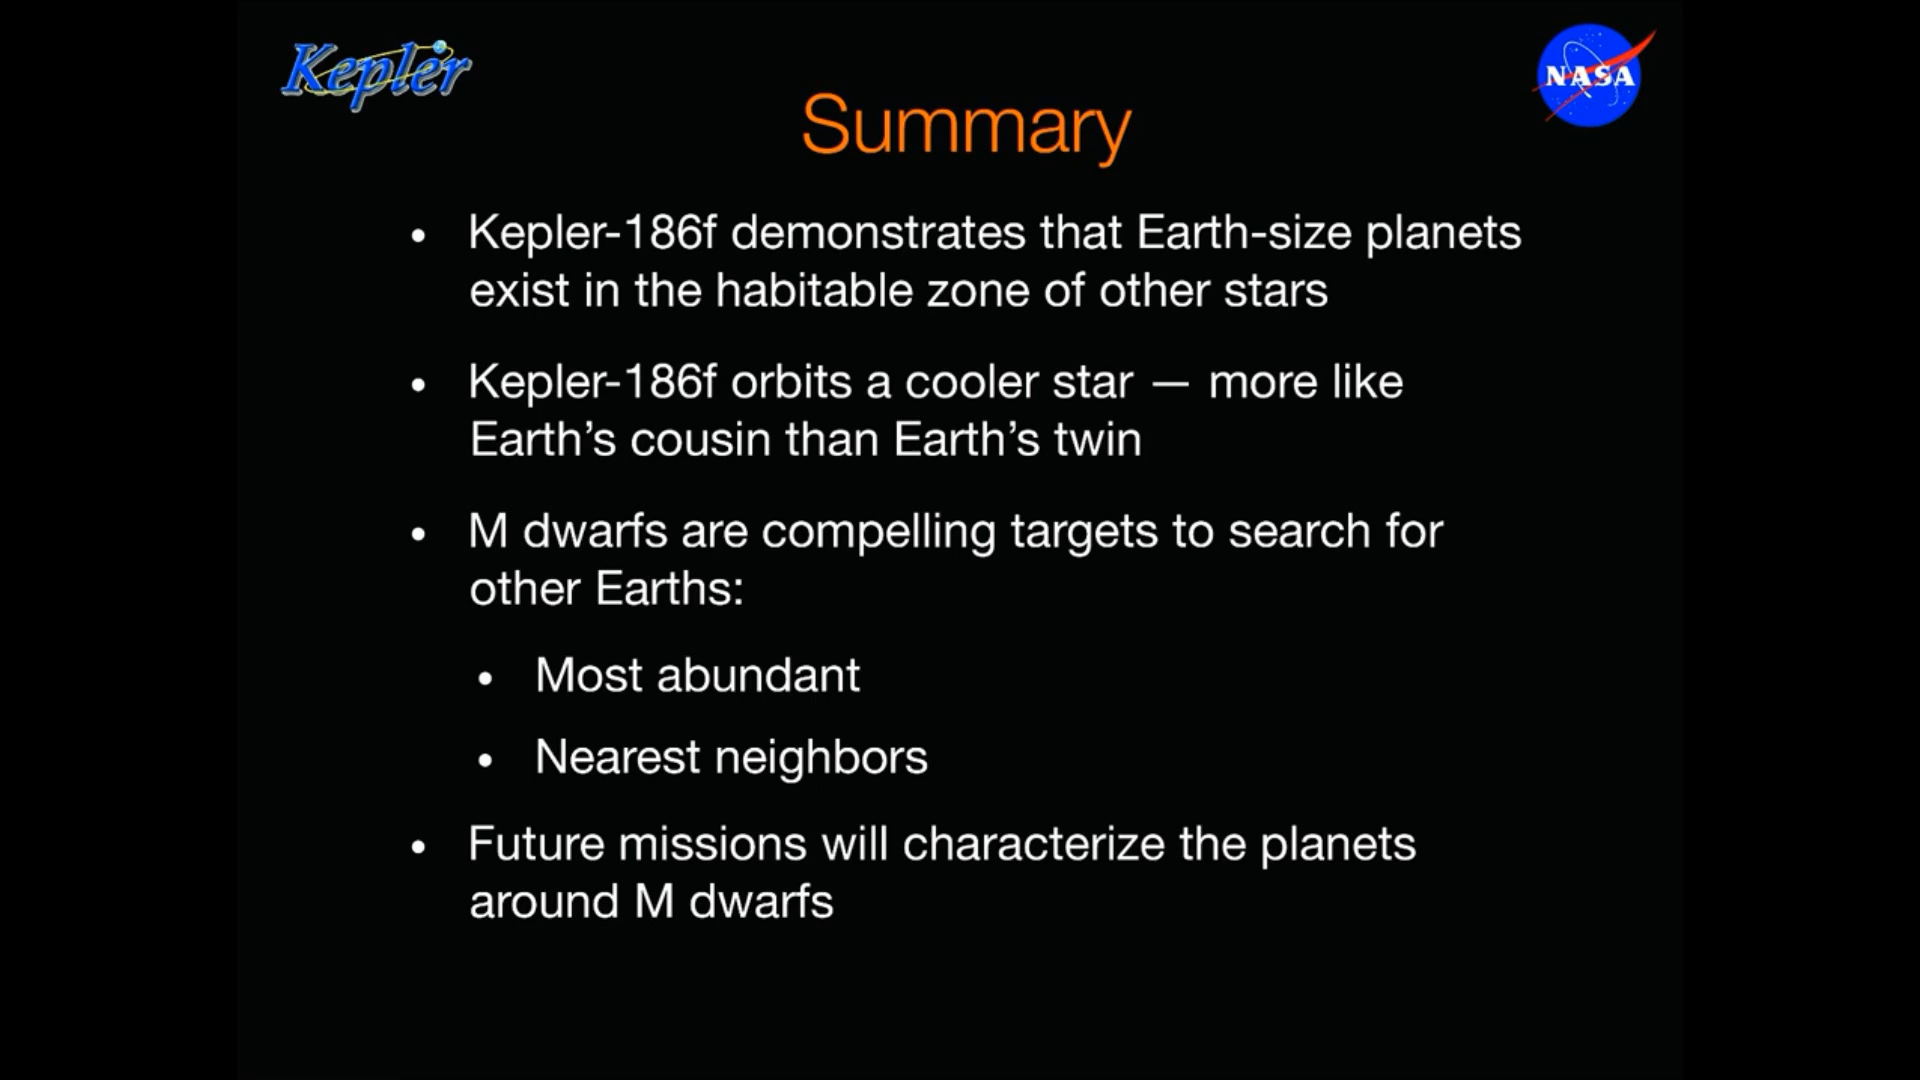 Kepler
NASA
Summary
• Kepler-186f demonstrates that Earth-size planets
exist in the habitable zone of other stars
• Kepler-186f orbits a cooler star — more like
Earth’s cousin than Earth’s twin
• M dwarfs are compelling targets to search for
other Earths:
• Most abundant
• Nearest neighbors
• Future missions will characterize the planets
around M dwarfs